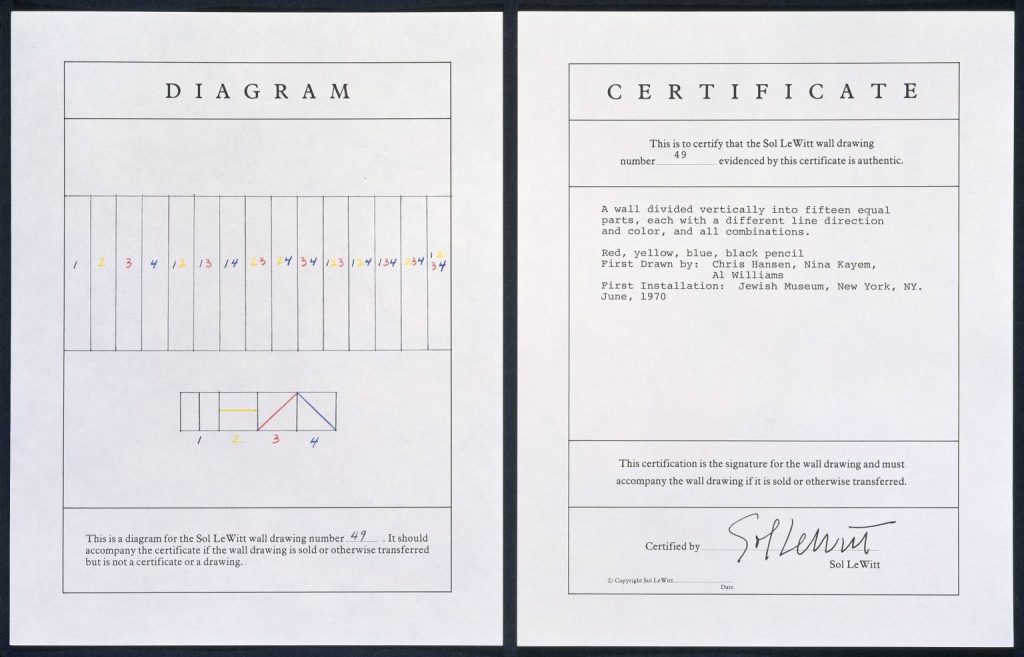 DIAGRAM
1 2 3 4 12 13 14 23 24 34 123 124 134 234 12
34
1 2 3 4
This is a diagram for the Sol LeWitt wall drawing number 49 . It should
accompany the certificate if the wall drawing is sold or otherwise transferred
but is not a certificate or a drawing.
CERTIFICATE
This is to certify that the Sol LeWitt wall drawing
number 49 evidenced by this certificate is authentic.
A wall divided vertically into fifteen equal
parts, each with a different line direction
and color, and all combinations.
Red, yellow, blue, black pencil
First Drawn by: Chris Hansen, Nina Kayem,
Al Williams
First Installation: Jewish Museum, New York, NY.
June, 1970
This certification is the signature for the wall drawing and must
accompany the wall drawing if it is sold or otherwise transferred.
Certified by Sol LeWitt
Sol LeWitt
© Copyright Sol LeWitt
Date